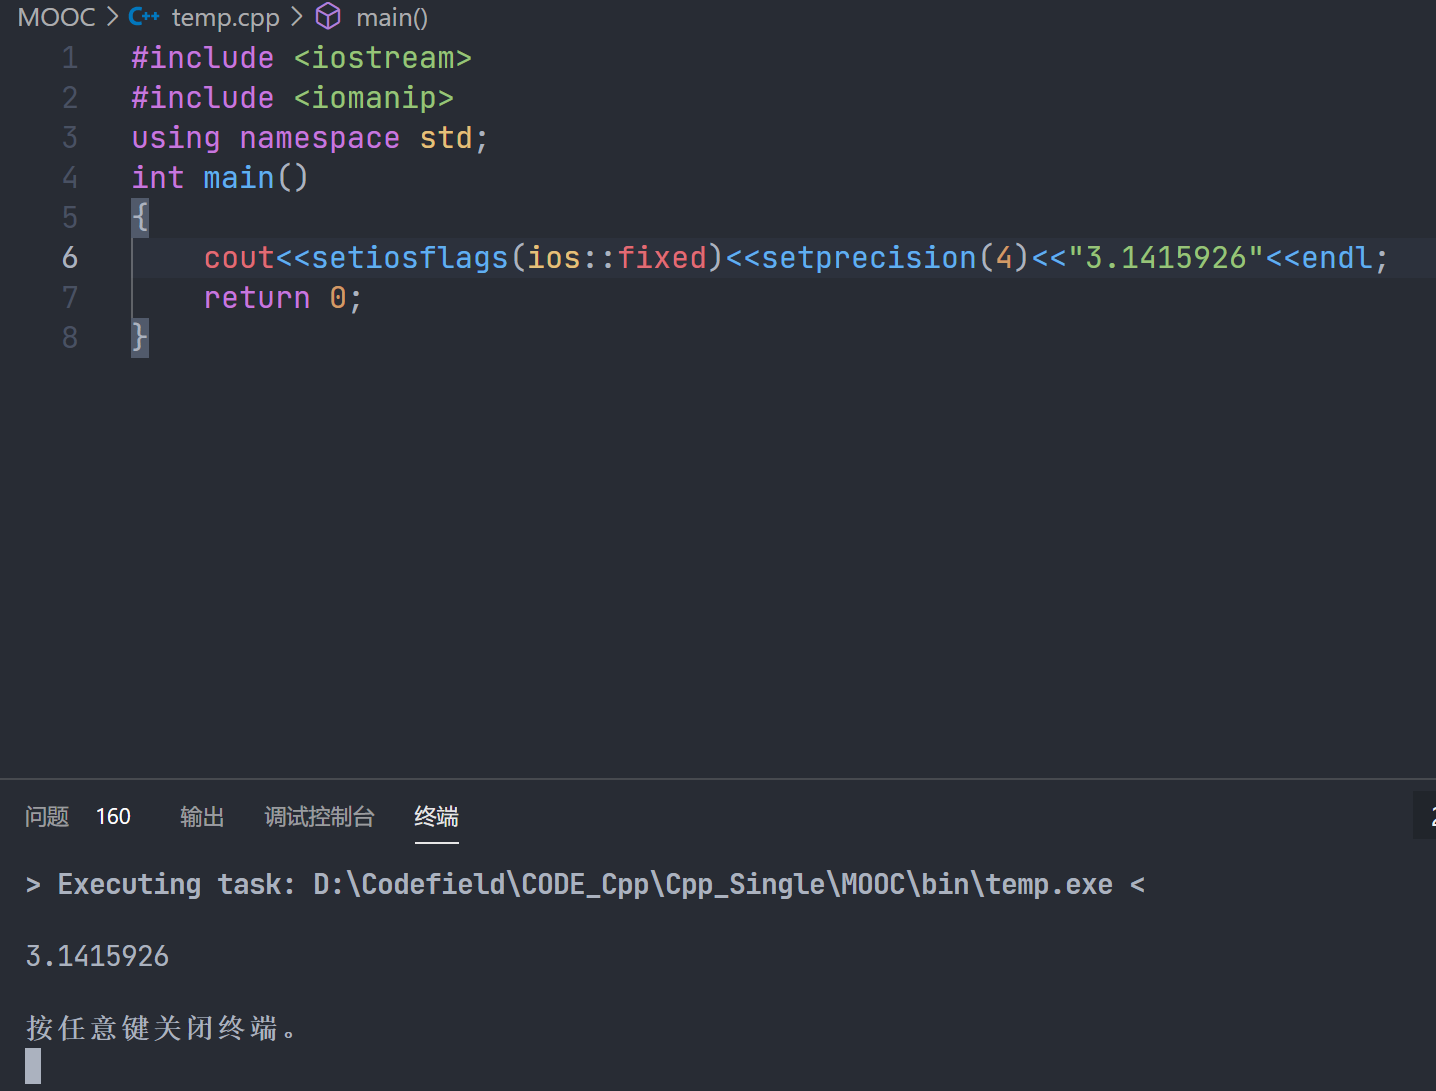 MOOC > C++ temp.cpp > main()
1 #include <iostream>
2 #include <iomanip>
3 using namespace std;
4 int main()
5 {
6     cout<<setiosflags(ios::fixed)<<setprecision(4)<<"3.1415926"<<endl;
7     return 0;
8 }
问题 160 输出 调试控制台 终端
> Executing task: D:\Codefield\CODE_Cpp\Cpp_Single\MOOC\bin\temp.exe <
3.1415926
按任意键关闭终端。